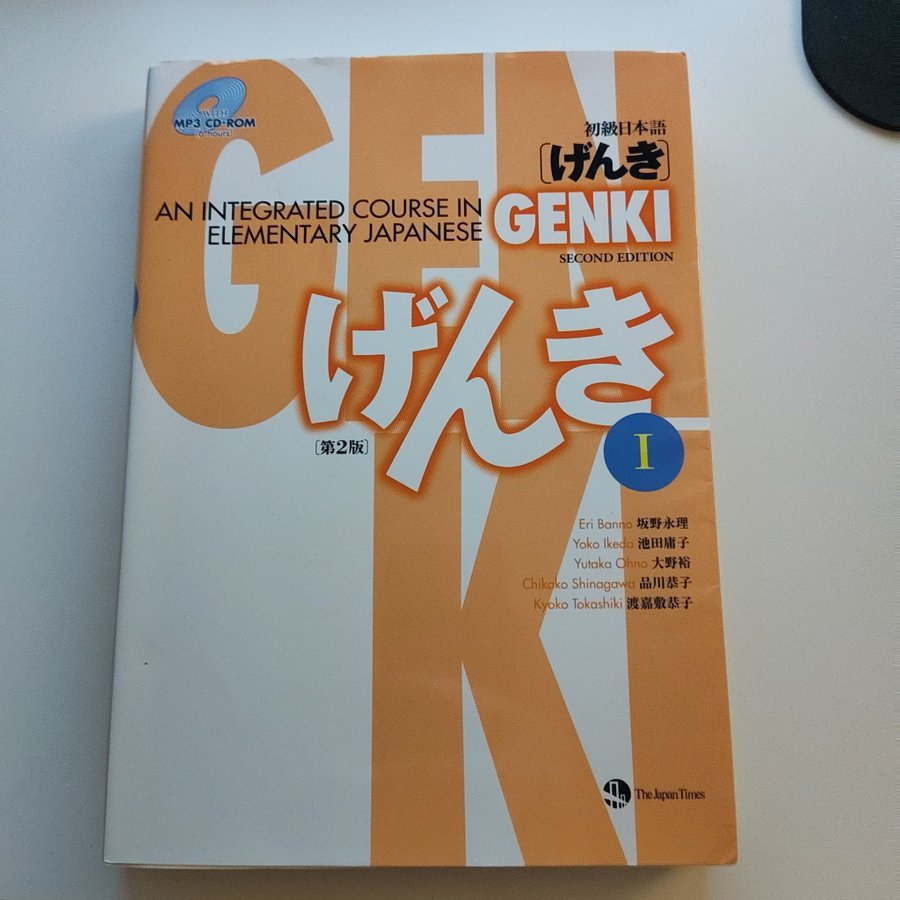 WITH
MP3 CD-ROM
(6 hours)
初級日本語
[げんき]
AN INTEGRATED COURSE IN
ELEMENTARY JAPANESE
GENKI
SECOND EDITION
GENKI
げんき
[第2版]
I
Eri Banno 坂野永理
Yoko Ikeda 池田庸子
Yutaka Ohno 大野裕
Chikako Shinagawa 品川恭子
Kyoko Tokashiki 渡嘉敷恭子
The Japan Times